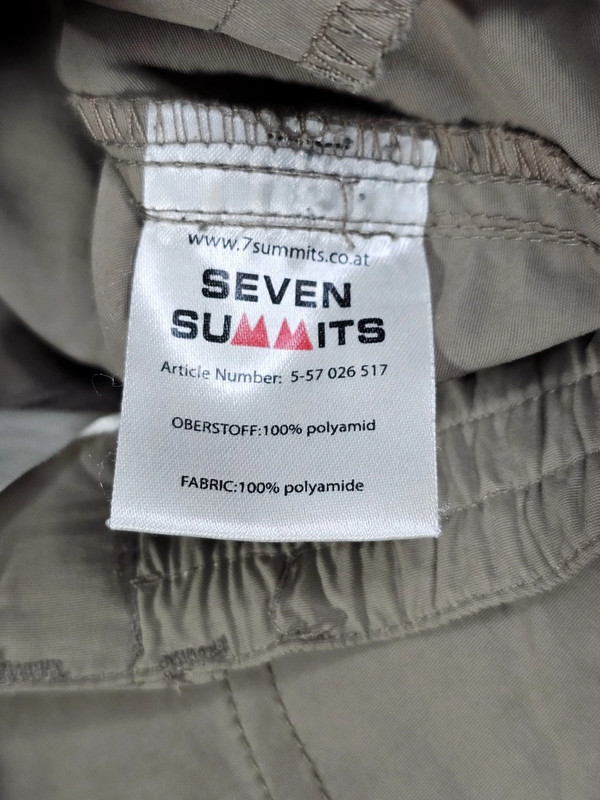 www.7summits.co.at
SEVEN
SUMMITS
Article Number: 5-57 026 517
OBERSTOFF:100% polyamid
FABRIC:100% polyamide